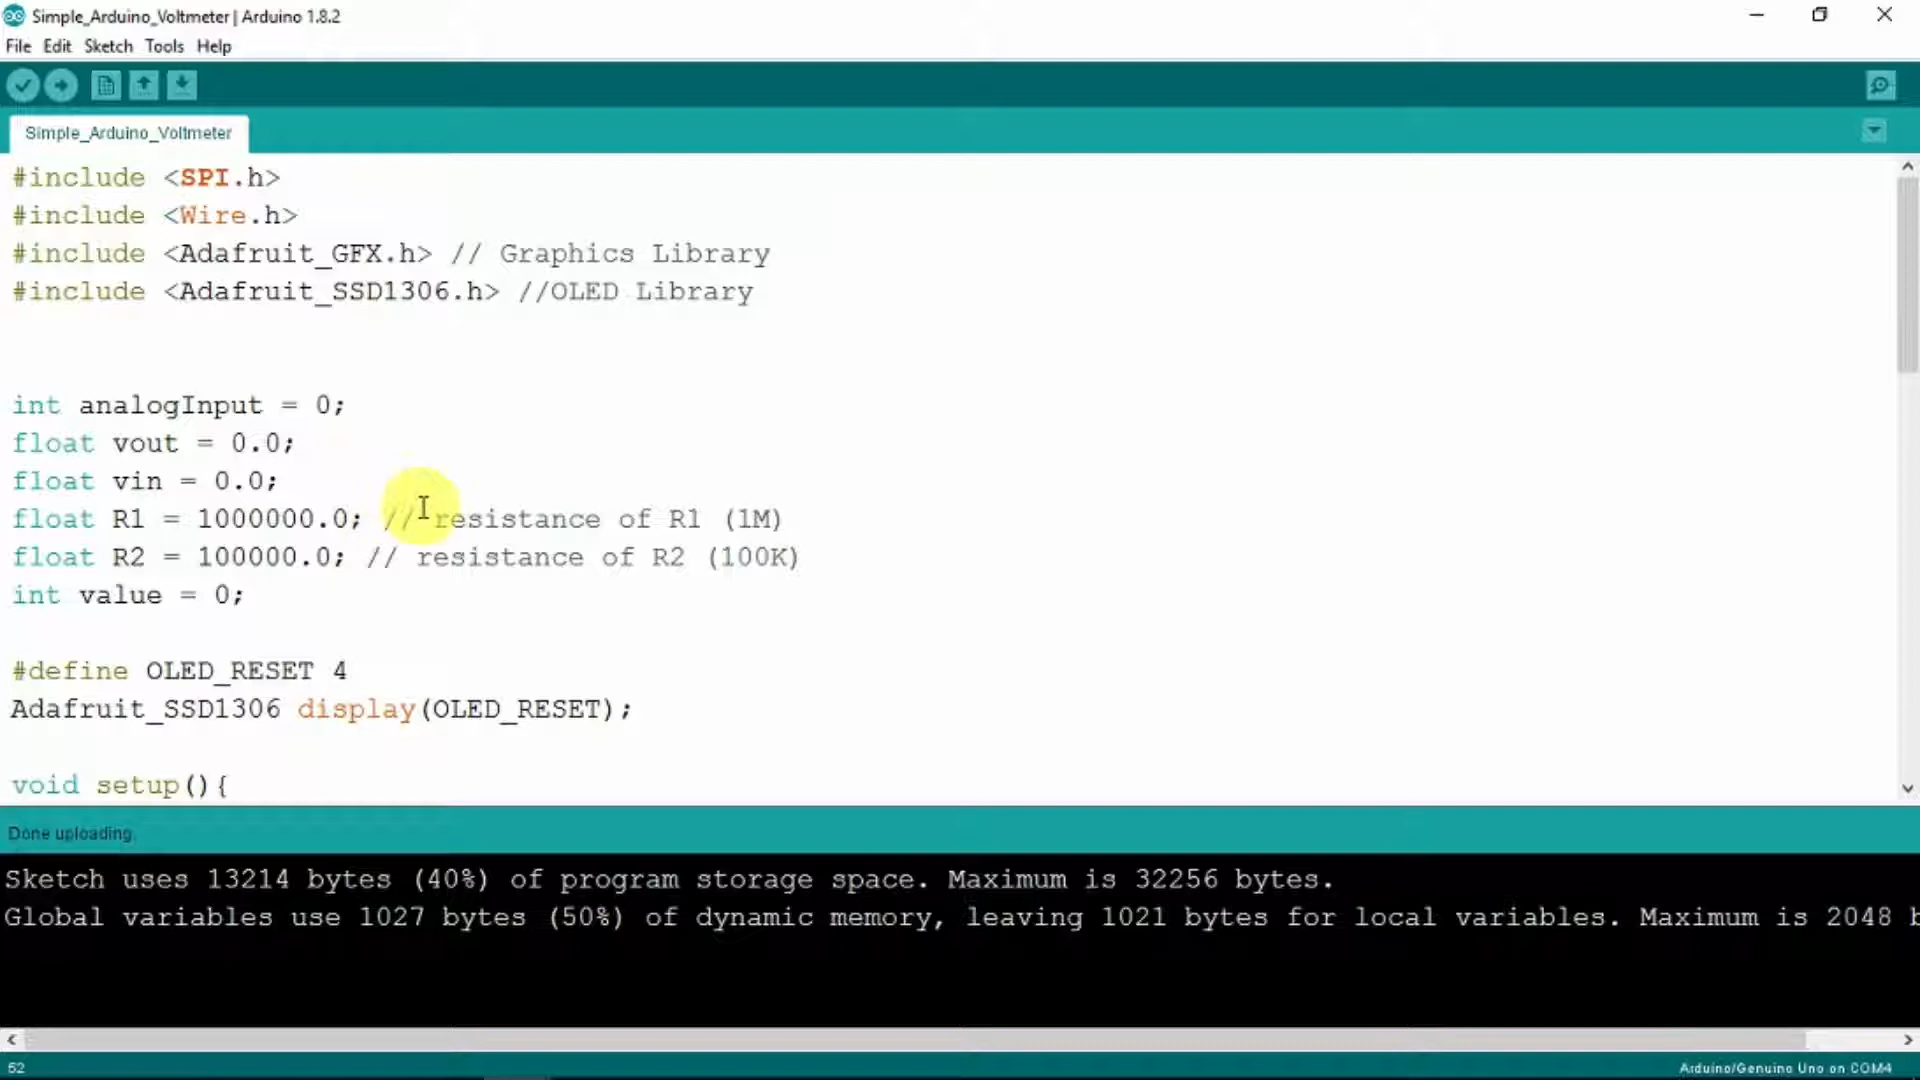 Simple_Arduino_Voltmeter | Arduino 1.8.2
File Edit Sketch Tools Help
Simple_Arduino_Voltmeter
#include <SPI.h>
#include <Wire.h>
#include <Adafruit_GFX.h> // Graphics Library
#include <Adafruit_SSD1306.h> //OLED Library
int analogInput = 0;
float vout = 0.0;
float vin = 0.0;
float R1 = 1000000.0; // resistance of R1 (1M)
float R2 = 100000.0; // resistance of R2 (100K)
int value = 0;
#define OLED_RESET 4
Adafruit_SSD1306 display(OLED_RESET);
void setup(){
Done uploading.
Sketch uses 13214 bytes (40%) of program storage space. Maximum is 32256 bytes.
Global variables use 1027 bytes (50%) of dynamic memory, leaving 1021 bytes for local variables. Maximum is 2048 b
52 Arduino/Genuino Uno on COM4